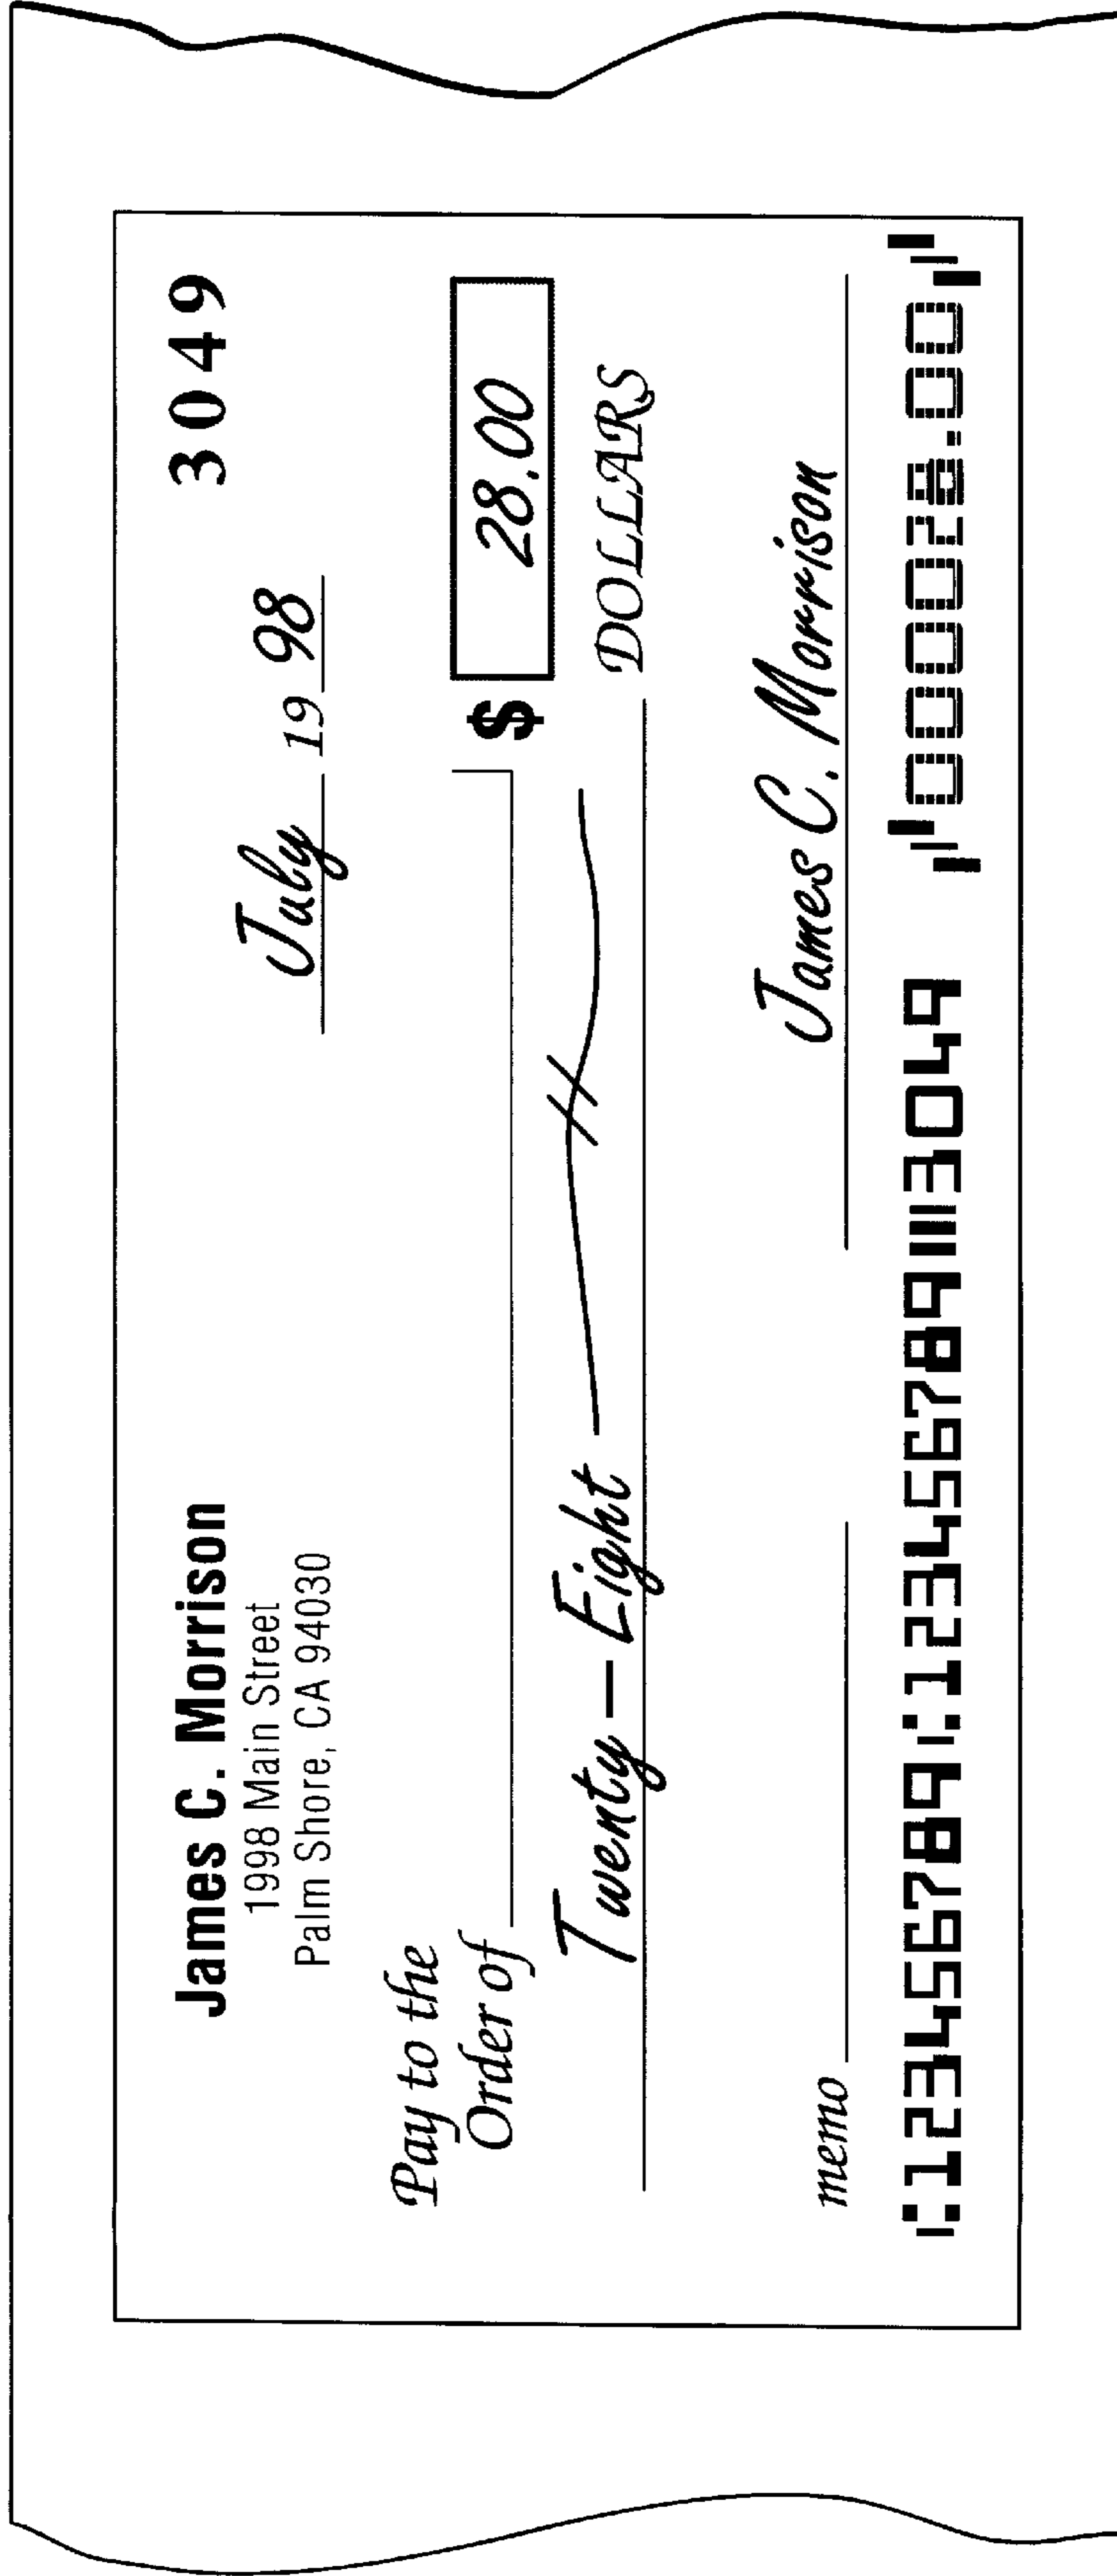 James C. Morrison
1998 Main Street
Palm Shore, CA 94030
3049
July 19 98
Pay to the
Order of
$ 28.00
Twenty – Eight DOLLARS
memo
James C. Morrison
⑆123456789⑆123456789⑈3049 ⑇000028.00⑇